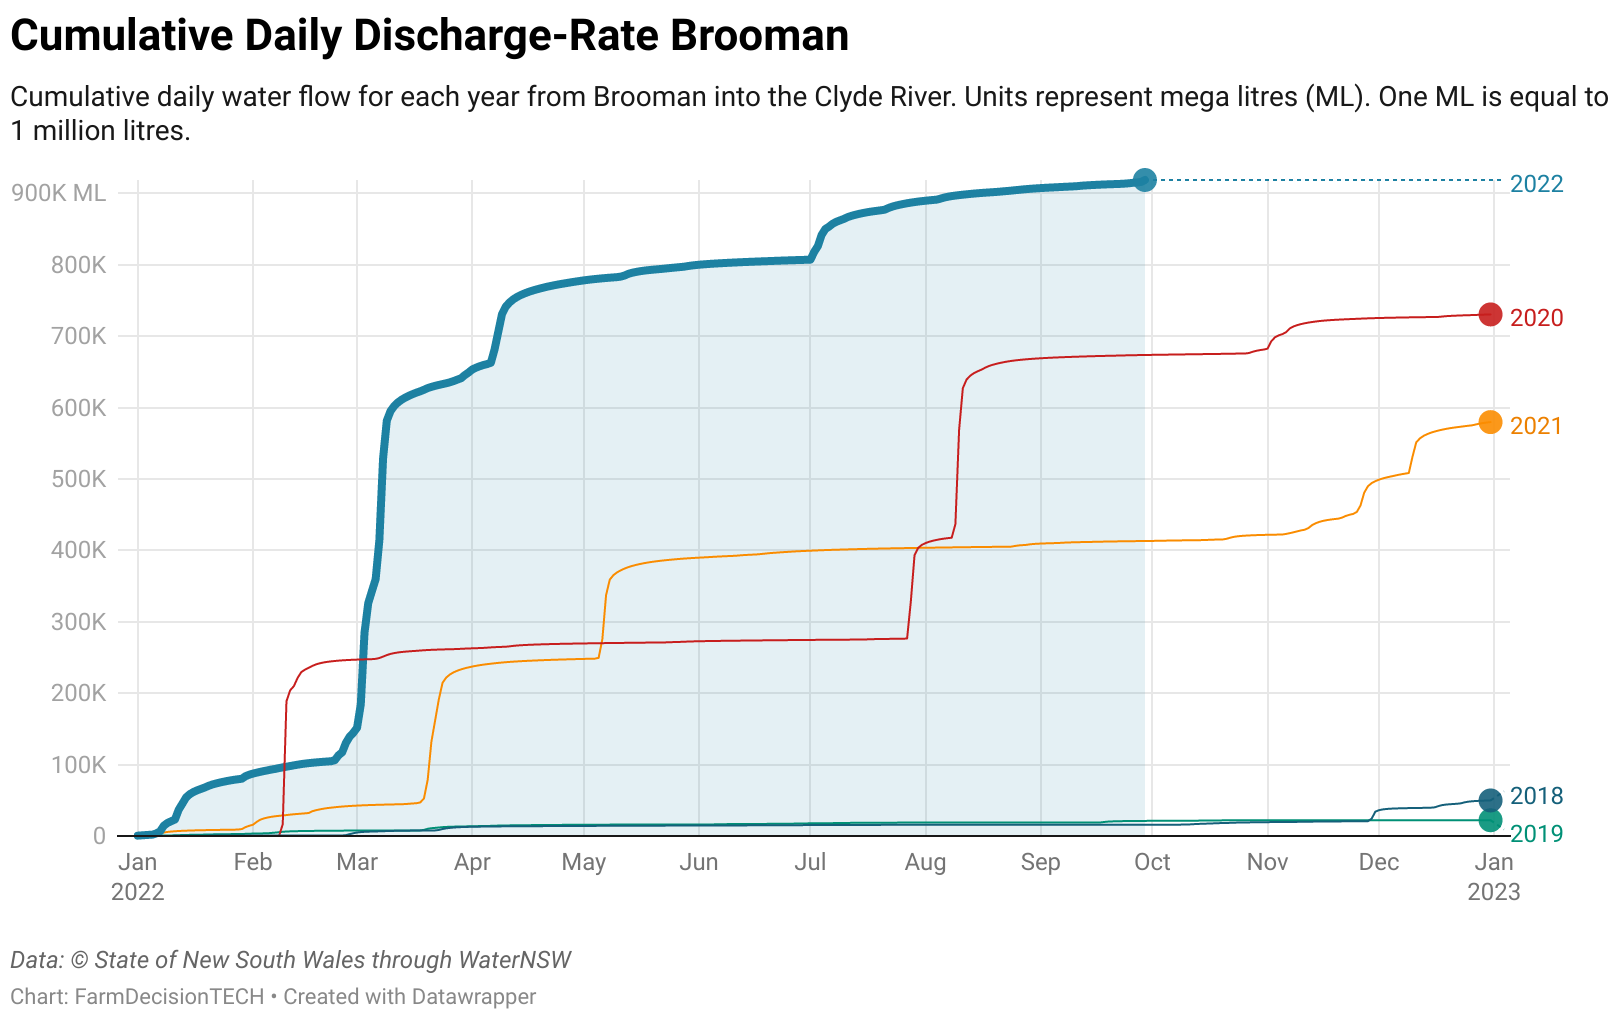 Cumulative Daily Discharge-Rate Brooman
Cumulative daily water flow for each year from Brooman into the Clyde River. Units represent mega litres (ML). One ML is equal to
1 million litres.
900K ML
800K
700K
600K
500K
400K
300K
200K
100K
0
2022
2020
2021
2018
2019
Jan Feb Mar Apr May Jun Jul Aug Sep Oct Nov Dec Jan
2022 2023
Data: © State of New South Wales through WaterNSW
Chart: FarmDecisionTECH • Created with Datawrapper